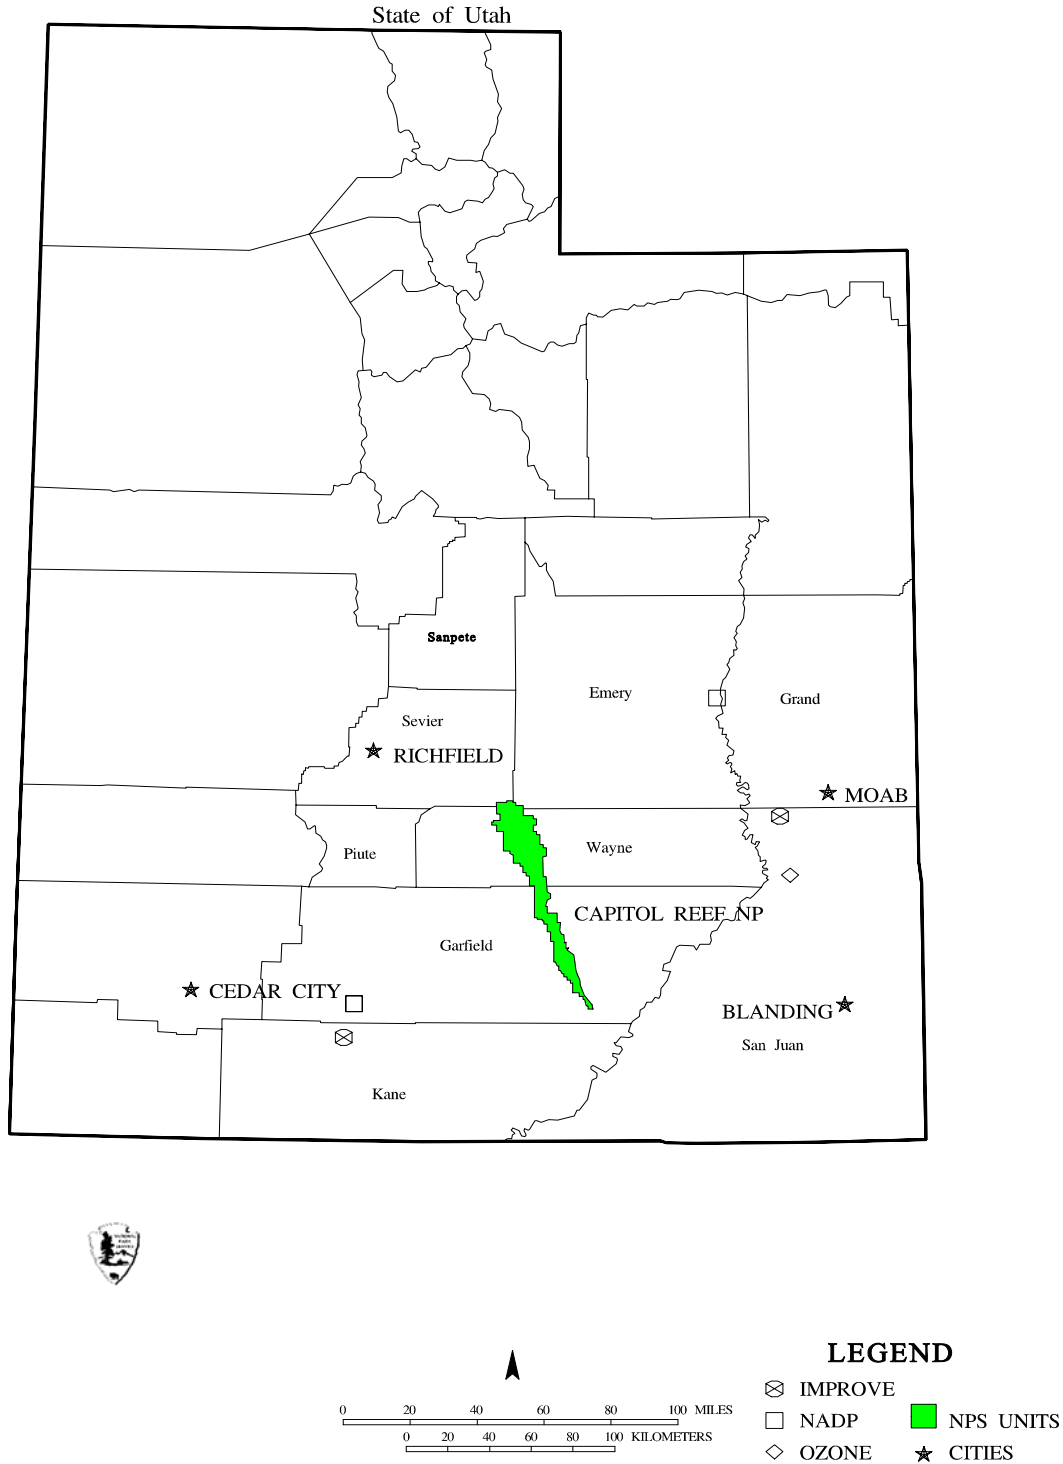 State of Utah
Sanpete
Emery
Grand
Sevier
RICHFIELD
MOAB
Piute
Wayne
CAPITOL REEF NP
Garfield
CEDAR CITY
BLANDING
San Juan
Kane
LEGEND
IMPROVE
NADP
NPS UNITS
OZONE
CITIES
0 20 40 60 80 100 MILES
0 20 40 60 80 100 KILOMETERS